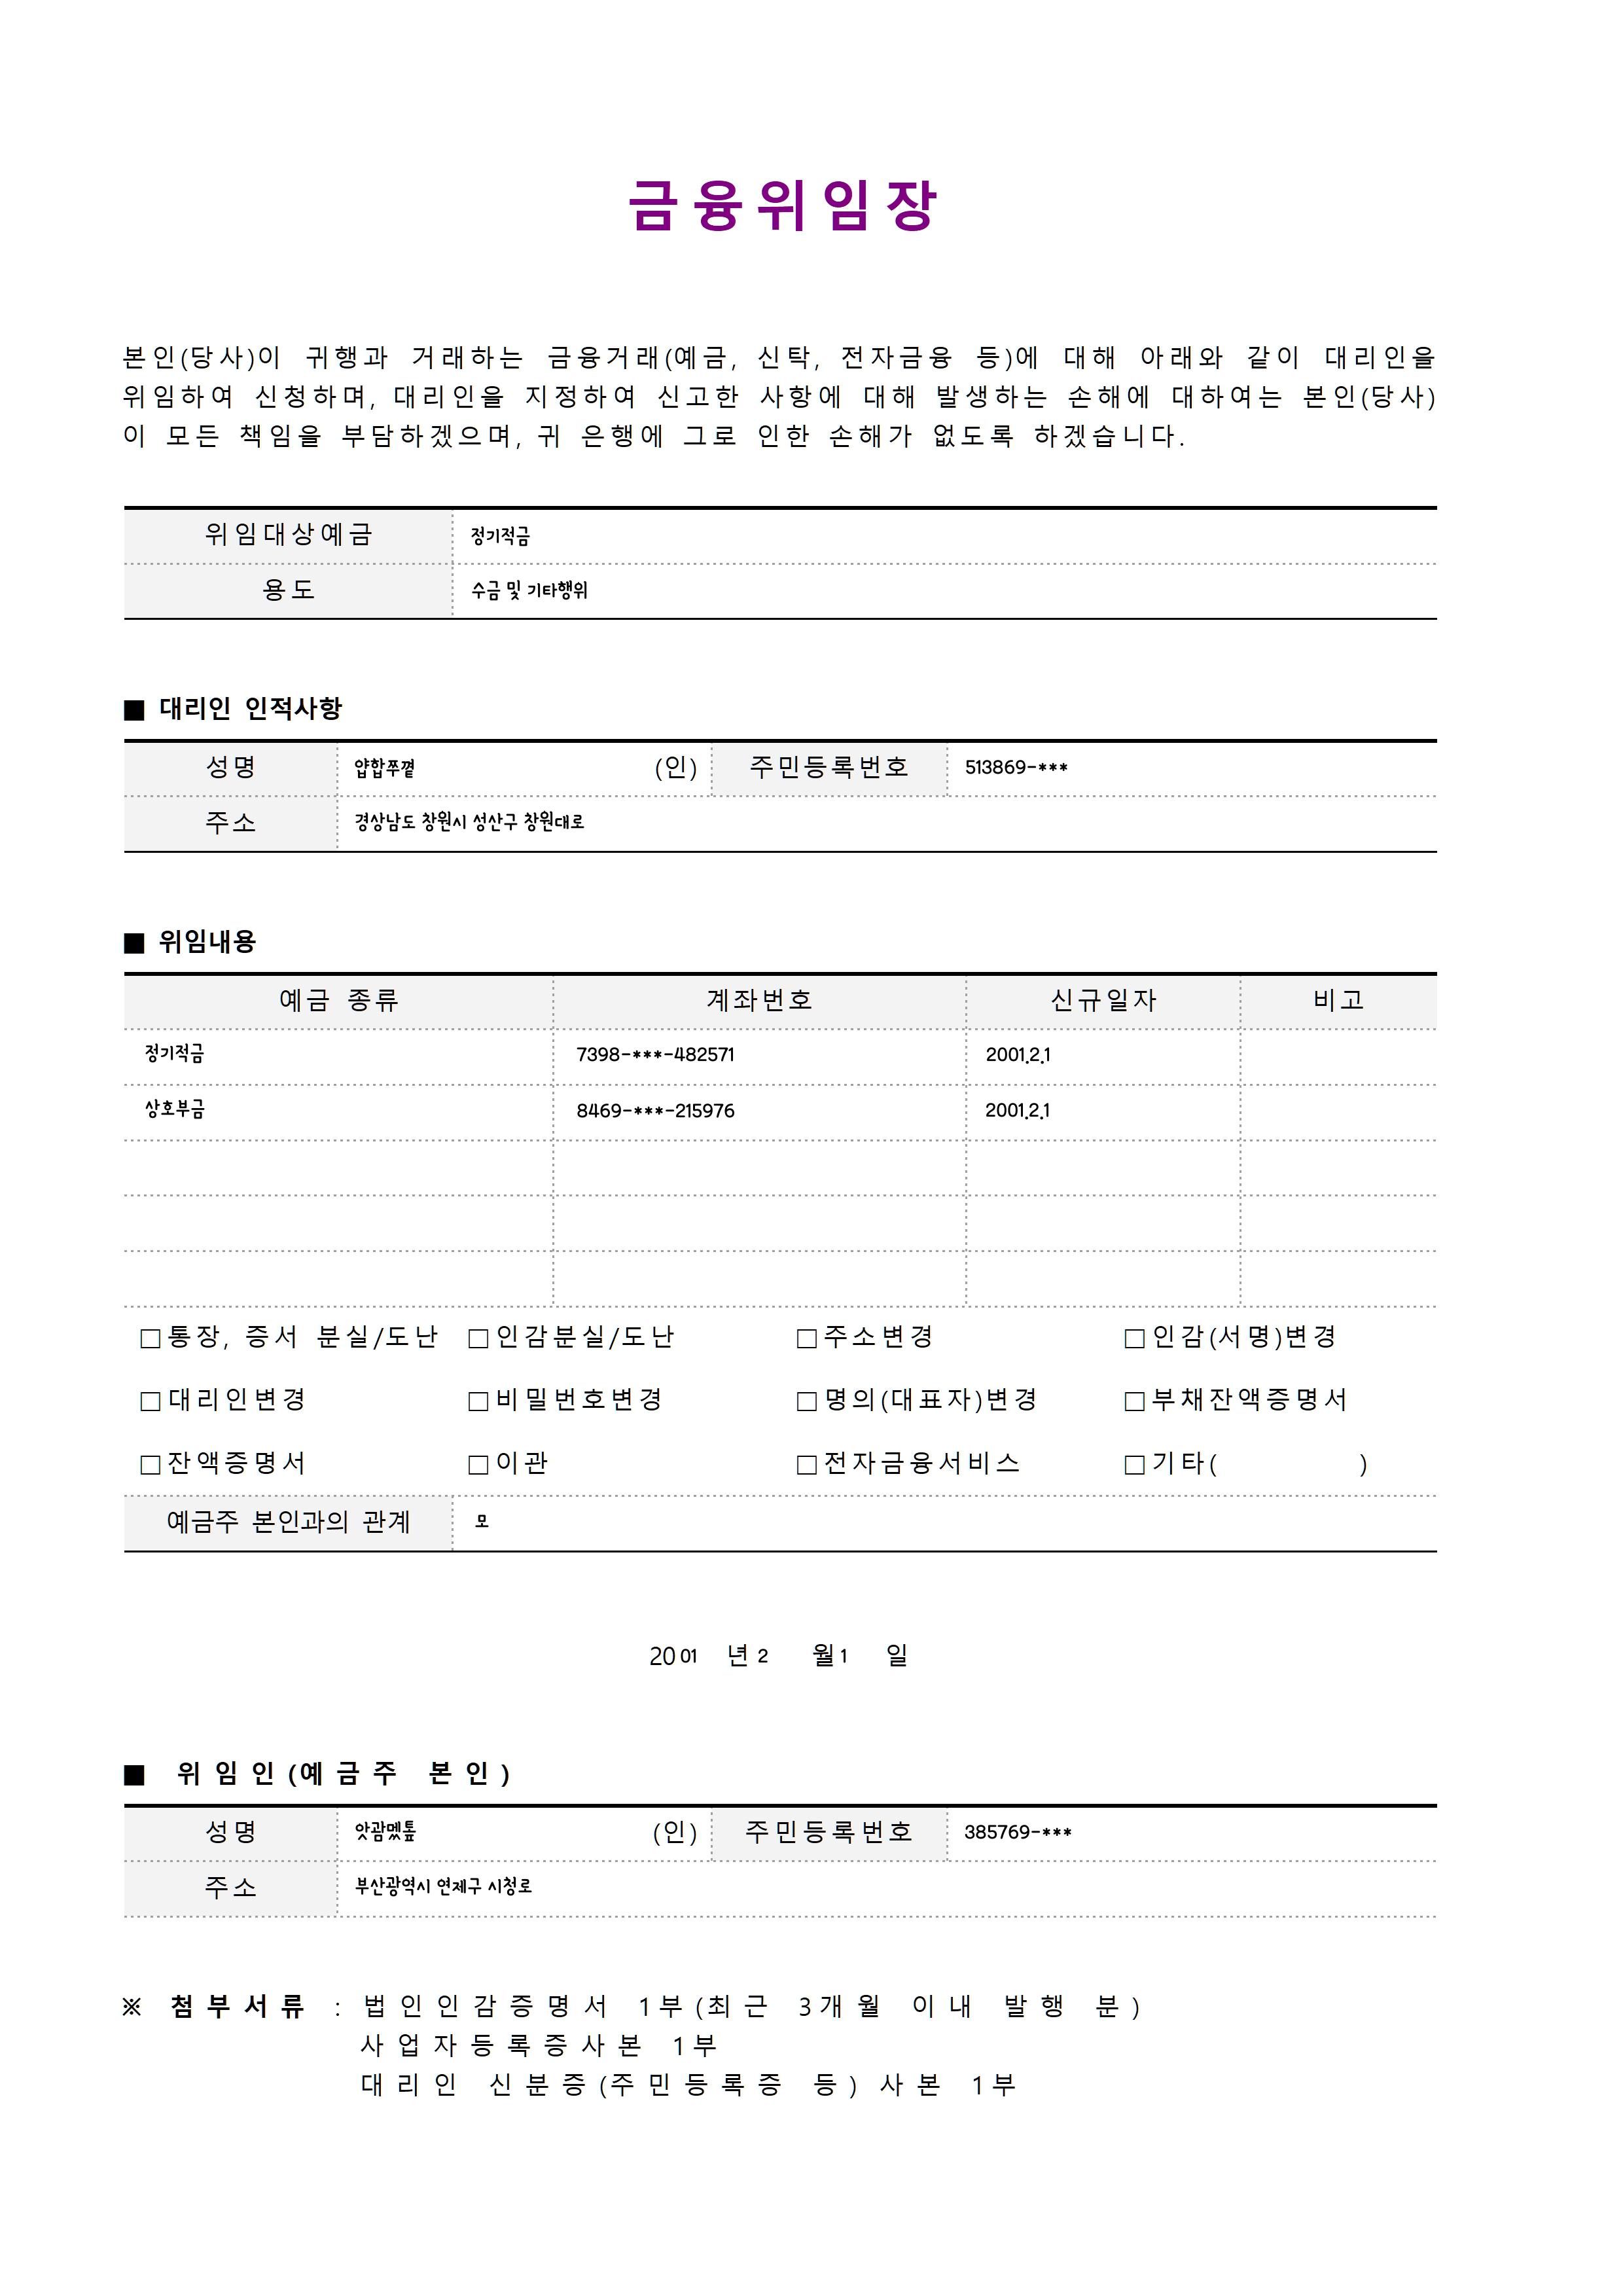 금융위임장
본인(당사)이 귀행과 거래하는 금융거래(예금, 신탁, 전자금융 등)에 대해 아래와 같이 대리인을
위임하여 신청하며, 대리인을 지정하여 신고한 사항에 대해 발생하는 손해에 대하여는 본인(당사)
이 모든 책임을 부담하겠으며, 귀 은행에 그로 인한 손해가 없도록 하겠습니다.
위임대상예금 정기적금
용도 수금 및 기타행위
■ 대리인 인적사항
성명 얍합쭈꼍 (인) 주민등록번호 513869-***
주소 경상남도 창원시 성산구 창원대로
■ 위임내용
예금 종류 계좌번호 신규일자 비고
정기적금 7398-***-482571 2001.2.1
상호부금 8469-***-215976 2001.2.1
□통장, 증서 분실/도난 □인감분실/도난 □주소변경 □인감(서명)변경
□대리인변경 □비밀번호변경 □명의(대표자)변경 □부채잔액증명서
□잔액증명서 □이관 □전자금융서비스 □기타( )
예금주 본인과의 관계 모
2001 년 2 월 1 일
■ 위임인(예금주 본인)
성명 (인) 주민등록번호 385769-***
주소 부산광역시 연제구 시청로
※ 첨부서류 : 법인인감증명서 1부(최근 3개월 이내 발행 분)
사업자등록증사본 1부
대리인 신분증(주민등록증 등) 사본 1부